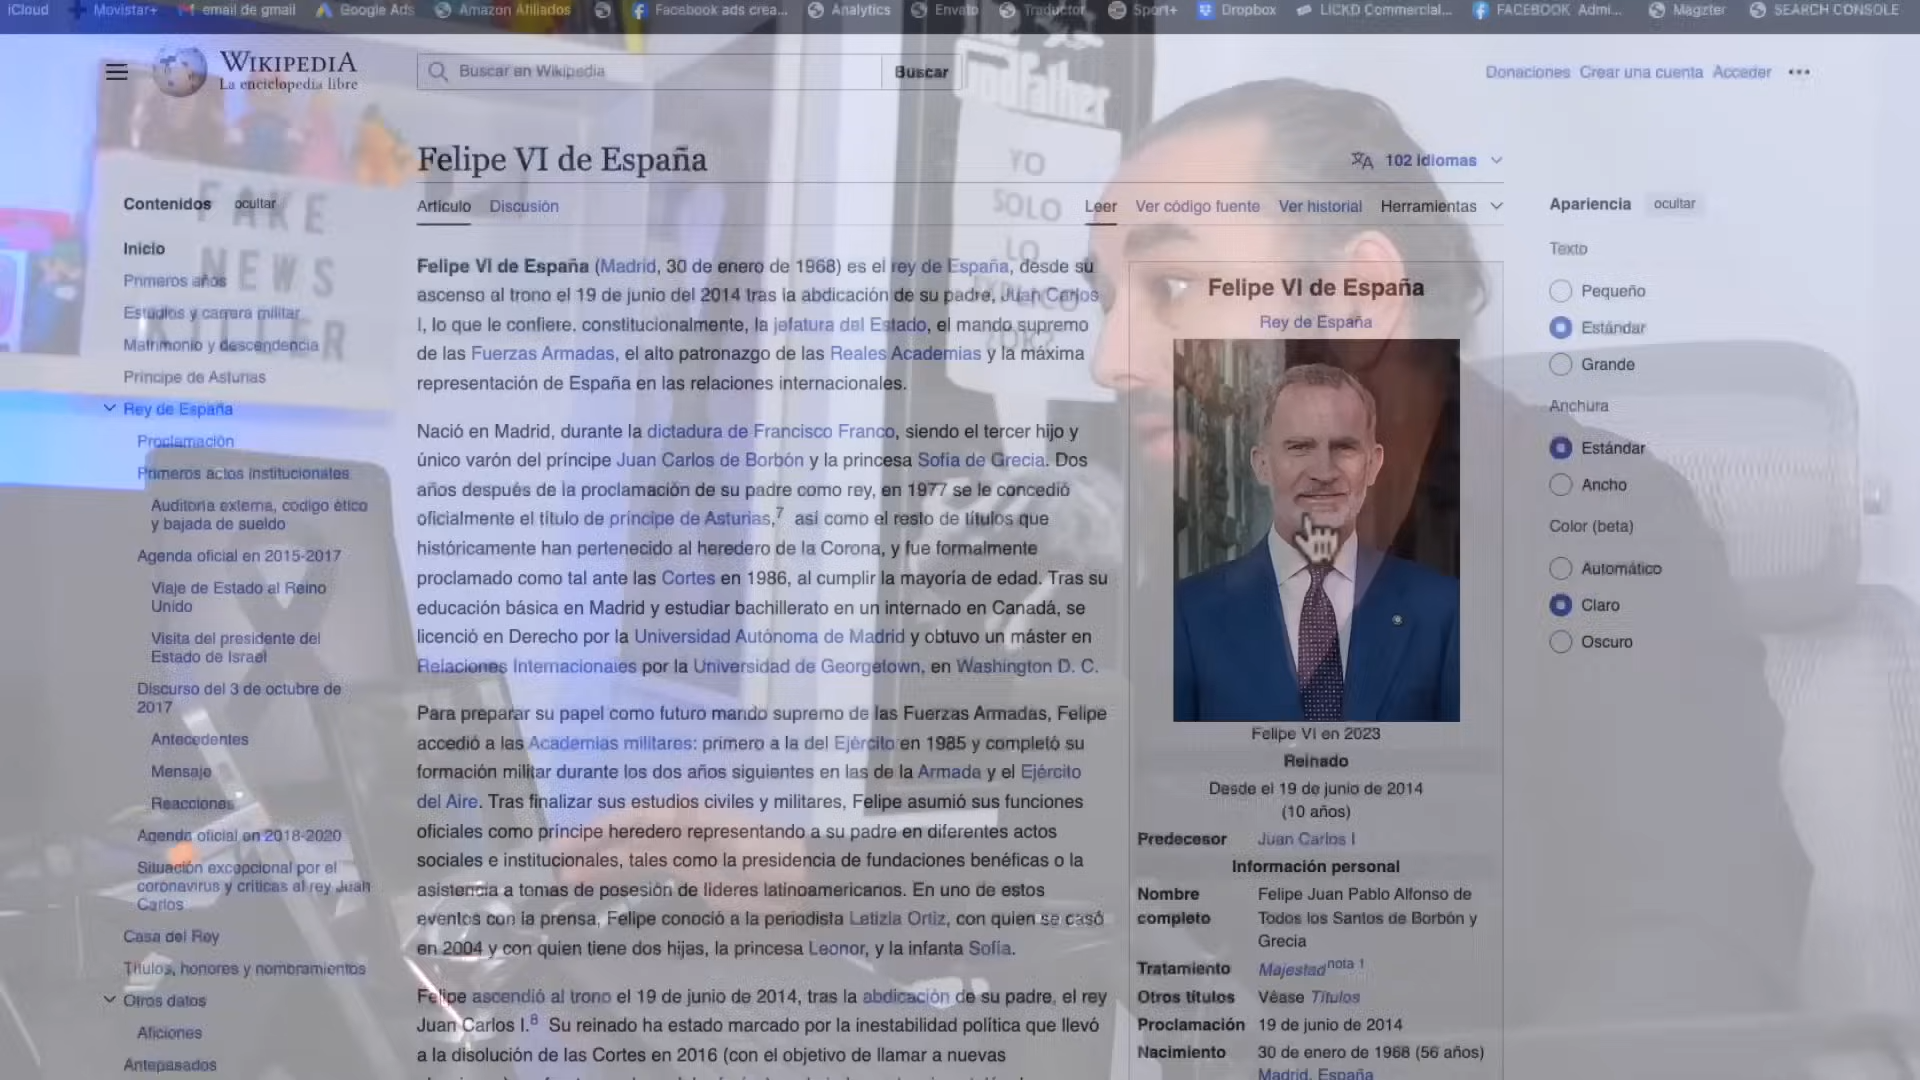 iCloud
Movistar+
email de gmail
Google Ads
Amazon Afiliados
Facebook ads crea...
Analytics
Envato
Traductor
Sport+
Dropbox
LICKD Commercial...
FACEBOOK Admi...
Magzter
SEARCH CONSOLE
WIKIPEDIA
La enciclopedia libre
Buscar en Wikipedia
Buscar
Donaciones Crear una cuenta Acceder
The
Godfather
YO
SOLO
LO
FAKE
NEWS
KILLER
Felipe VI de España
102 idiomas
Artículo Discusión
Leer Ver código fuente Ver historial Herramientas
Contenidos ocultar
Inicio
Primeros años
Estudios y carrera militar
Matrimonio y descendencia
Príncipe de Asturias
Rey de España
Proclamación
Primeros actos institucionales
Auditoría externa, código ético
y bajada de sueldo
Agenda oficial en 2015-2017
Viaje de Estado al Reino
Unido
Visita del presidente del
Estado de Israel
Discurso del 3 de octubre de
2017
Antecedentes
Mensaje
Reacciones
Agenda oficial en 2018-2020
Situación excepcional por el
coronavirus y críticas al rey Juan
Carlos
Casa del Rey
Títulos, honores y nombramientos
Otros datos
Aficiones
Antepasados
Felipe VI de España (Madrid, 30 de enero de 1968) es el rey de España, desde su
ascenso al trono el 19 de junio del 2014 tras la abdicación de su padre, Juan Carlos
I, lo que le confiere, constitucionalmente, la jefatura del Estado, el mando supremo
de las Fuerzas Armadas, el alto patronazgo de las Reales Academias y la máxima
representación de España en las relaciones internacionales.
Nació en Madrid, durante la dictadura de Francisco Franco, siendo el tercer hijo y
único varón del príncipe Juan Carlos de Borbón y la princesa Sofía de Grecia. Dos
años después de la proclamación de su padre como rey, en 1977 se le concedió
oficialmente el título de príncipe de Asturias,7 así como el resto de títulos que
históricamente han pertenecido al heredero de la Corona, y fue formalmente
proclamado como tal ante las Cortes en 1986, al cumplir la mayoría de edad. Tras su
educación básica en Madrid y estudiar bachillerato en un internado en Canadá, se
licenció en Derecho por la Universidad Autónoma de Madrid y obtuvo un máster en
Relaciones Internacionales por la Universidad de Georgetown, en Washington D. C.
Para preparar su papel como futuro mando supremo de las Fuerzas Armadas, Felipe
accedió a las Academias militares: primero a la del Ejército en 1985 y completó su
formación militar durante los dos años siguientes en las de la Armada y el Ejército
del Aire. Tras finalizar sus estudios civiles y militares, Felipe asumió sus funciones
oficiales como príncipe heredero representando a su padre en diferentes actos
sociales e institucionales, tales como la presidencia de fundaciones benéficas o la
asistencia a tomas de posesión de líderes latinoamericanos. En uno de estos
eventos con la prensa, Felipe conoció a la periodista Letizia Ortiz, con quien se casó
en 2004 y con quien tiene dos hijas, la princesa Leonor, y la infanta Sofía.
Felipe ascendió al trono el 19 de junio de 2014, tras la abdicación de su padre, el rey
Juan Carlos I.8 Su reinado ha estado marcado por la inestabilidad política que llevó
a la disolución de las Cortes en 2016 (con el objetivo de llamar a nuevas
Felipe VI de España
Rey de España
Felipe VI en 2023
Reinado
Desde el 19 de junio de 2014
(10 años)
Predecesor Juan Carlos I
Información personal
Nombre completo Felipe Juan Pablo Alfonso de
Todos los Santos de Borbón y
Grecia
Tratamiento Majestad nota 1
Otros títulos Véase Títulos
Proclamación 19 de junio de 2014
Nacimiento 30 de enero de 1968 (56 años)
Madrid, España
Apariencia ocultar
Texto
Pequeño
Estándar
Grande
Anchura
Estándar
Ancho
Color (beta)
Automático
Claro
Oscuro